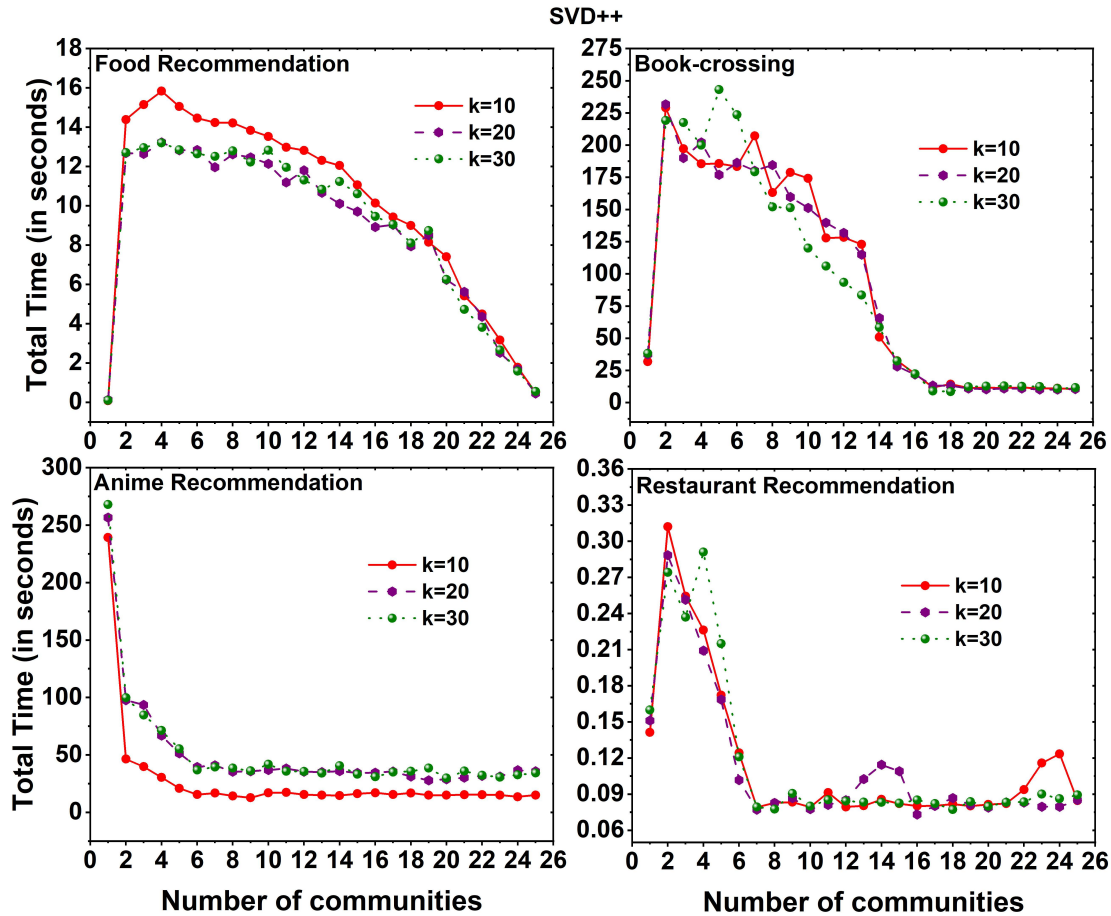 SVD++
Food Recommendation
k=10
k=20
k=30
18
16
14
12
10
8
6
4
2
0
0 2 4 6 8 10 12 14 16 18 20 22 24 26
Total Time (in seconds)
Book-crossing
k=10
k=20
k=30
275
250
225
200
175
150
125
100
75
50
25
0
0 2 4 6 8 10 12 14 16 18 20 22 24 26
Anime Recommendation
k=10
k=20
k=30
300
250
200
150
100
50
0
0 2 4 6 8 10 12 14 16 18 20 22 24 26
Total Time (in seconds)
Number of communities
Restaurant Recommendation
k=10
k=20
k=30
0.36
0.33
0.30
0.27
0.24
0.21
0.18
0.15
0.12
0.09
0.06
0 2 4 6 8 10 12 14 16 18 20 22 24 26
Number of communities